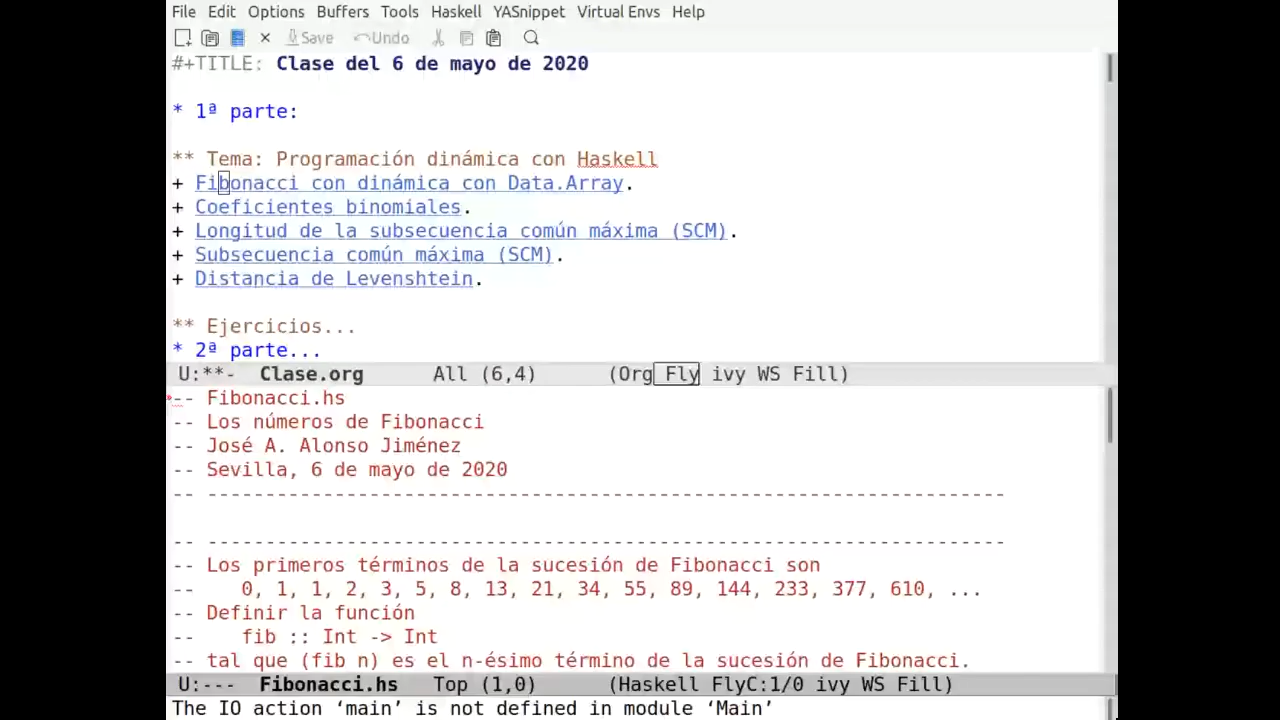 File Edit Options Buffers Tools Haskell YASnippet Virtual Envs Help
Save Undo
#+TITLE: Clase del 6 de mayo de 2020
* 1ª parte:
** Tema: Programación dinámica con Haskell
+ Fibonacci con dinámica con Data.Array.
+ Coeficientes binomiales.
+ Longitud de la subsecuencia común máxima (SCM).
+ Subsecuencia común máxima (SCM).
+ Distancia de Levenshtein.
** Ejercicios...
* 2ª parte...
U:**- Clase.org All (6,4) (Org Fly ivy WS Fill)
-- Fibonacci.hs
-- Los números de Fibonacci
-- José A. Alonso Jiménez
-- Sevilla, 6 de mayo de 2020
-- ---------------------------------------------------------------------
-- ---------------------------------------------------------------------
-- Los primeros términos de la sucesión de Fibonacci son
-- 0, 1, 1, 2, 3, 5, 8, 13, 21, 34, 55, 89, 144, 233, 377, 610, ...
-- Definir la función
-- fib :: Int -> Int
-- tal que (fib n) es el n-ésimo término de la sucesión de Fibonacci.
U:--- Fibonacci.hs Top (1,0) (Haskell FlyC:1/0 ivy WS Fill)
The IO action ‘main’ is not defined in module ‘Main’